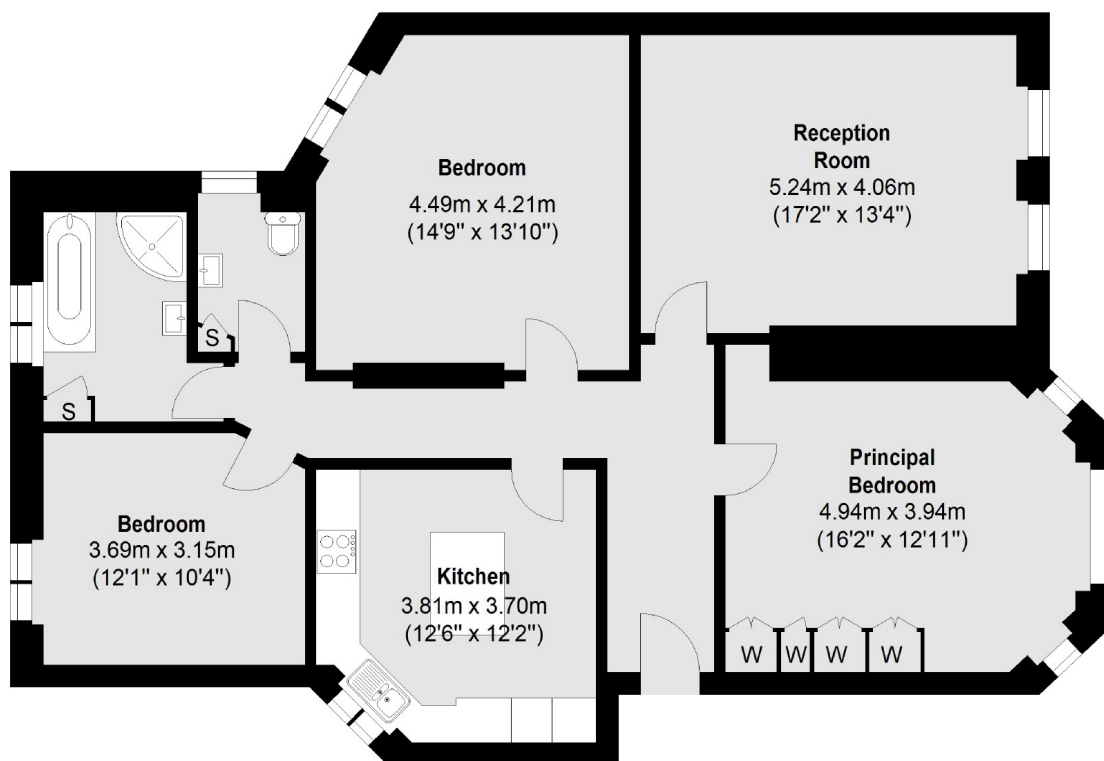 Bedroom
4.49m x 4.21m
(14'9" x 13'10")
Reception
Room
5.24m x 4.06m
(17'2" x 13'4")
S
S
Bedroom
3.69m x 3.15m
(12'1" x 10'4")
Kitchen
3.81m x 3.70m
(12'6" x 12'2")
Principal
Bedroom
4.94m x 3.94m
(16'2" x 12'11")
W W W W